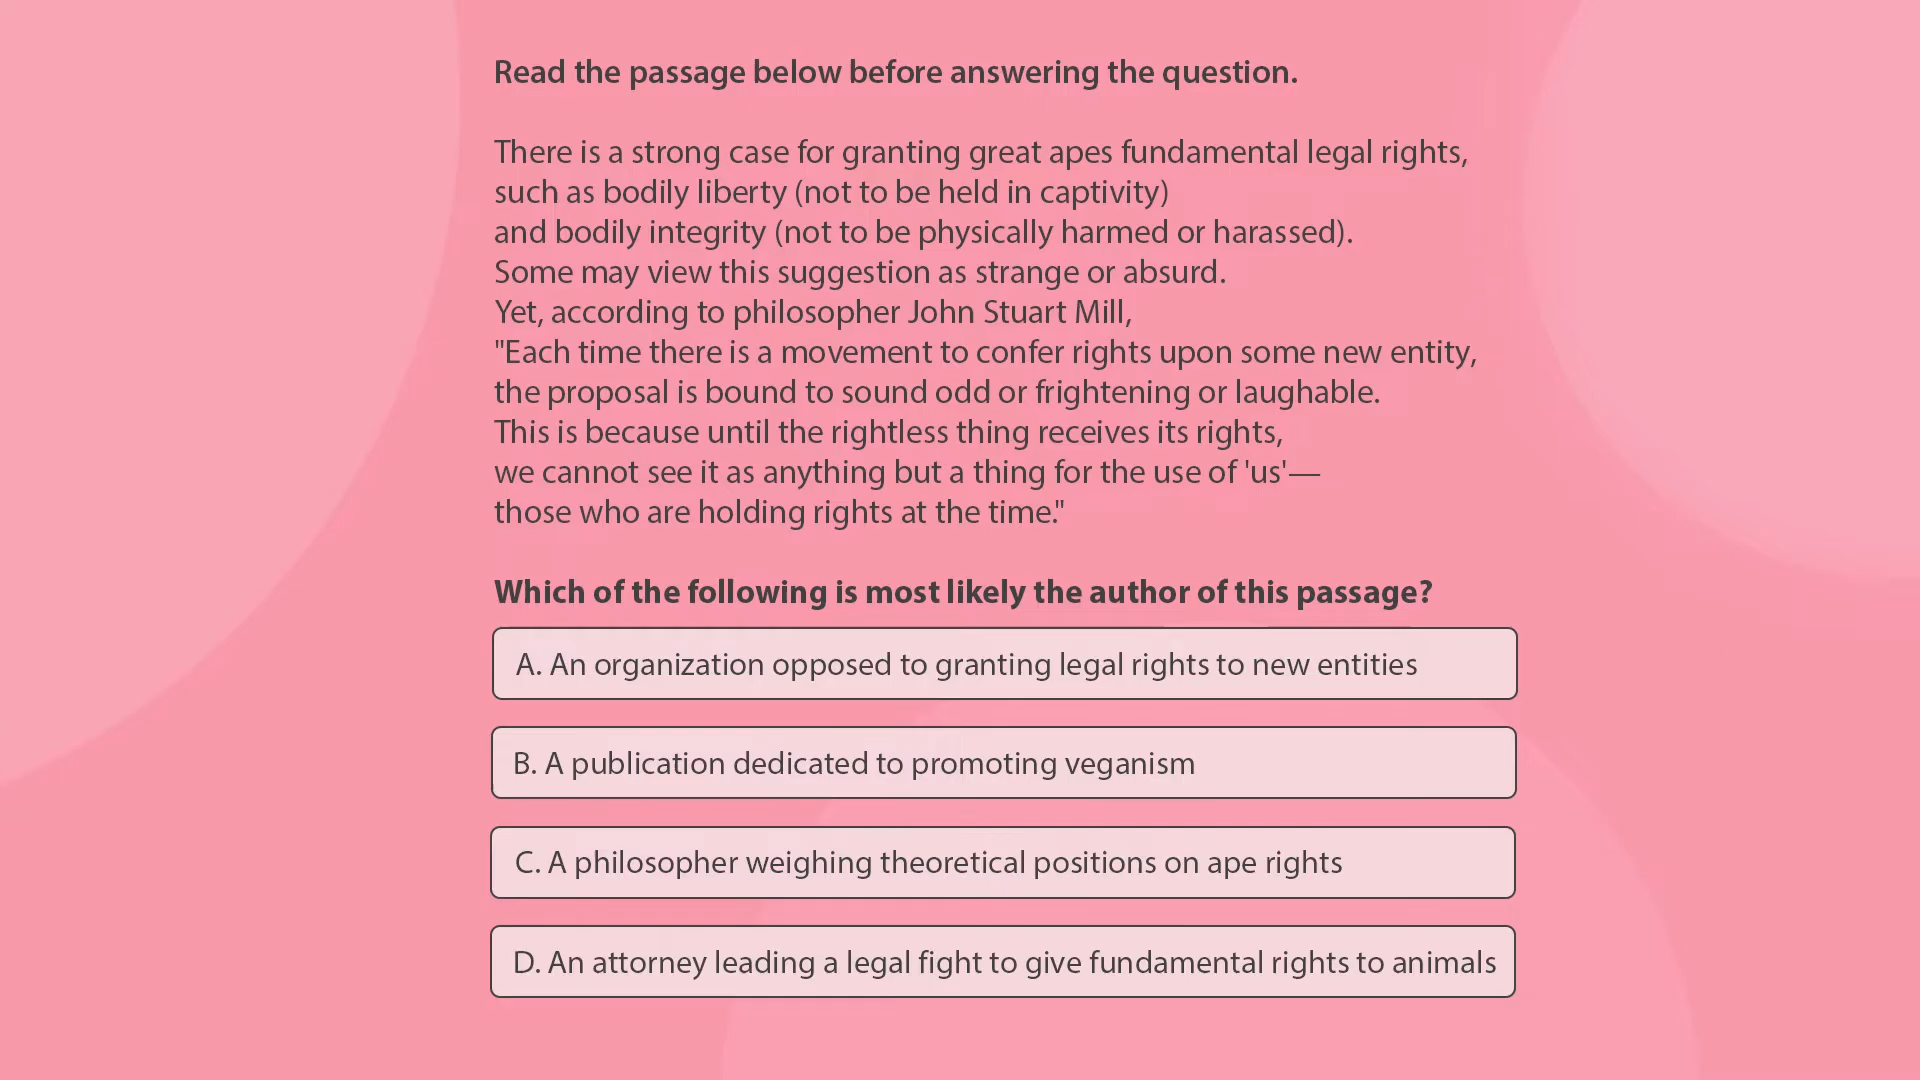 Read the passage below before answering the question.
There is a strong case for granting great apes fundamental legal rights,
such as bodily liberty (not to be held in captivity)
and bodily integrity (not to be physically harmed or harassed).
Some may view this suggestion as strange or absurd.
Yet, according to philosopher John Stuart Mill,
"Each time there is a movement to confer rights upon some new entity,
the proposal is bound to sound odd or frightening or laughable.
This is because until the rightless thing receives its rights,
we cannot see it as anything but a thing for the use of 'us'—
those who are holding rights at the time."
Which of the following is most likely the author of this passage?
A. An organization opposed to granting legal rights to new entities
B. A publication dedicated to promoting veganism
C. A philosopher weighing theoretical positions on ape rights
D. An attorney leading a legal fight to give fundamental rights to animals